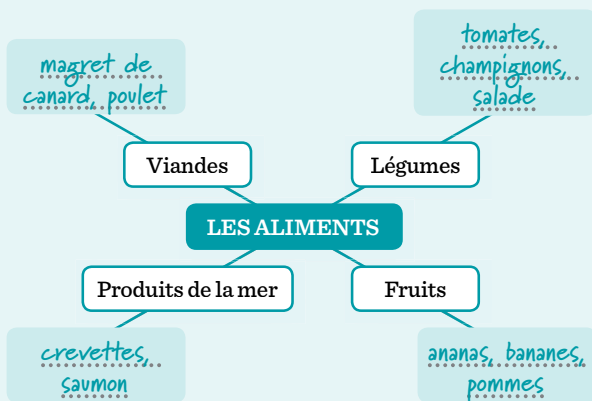 magret de
canard, poulet
tomates,
champignons,
salade
Viandes
Légumes
LES ALIMENTS
Produits de la mer
Fruits
crevettes,
saumon
ananas, bananes,
pommes